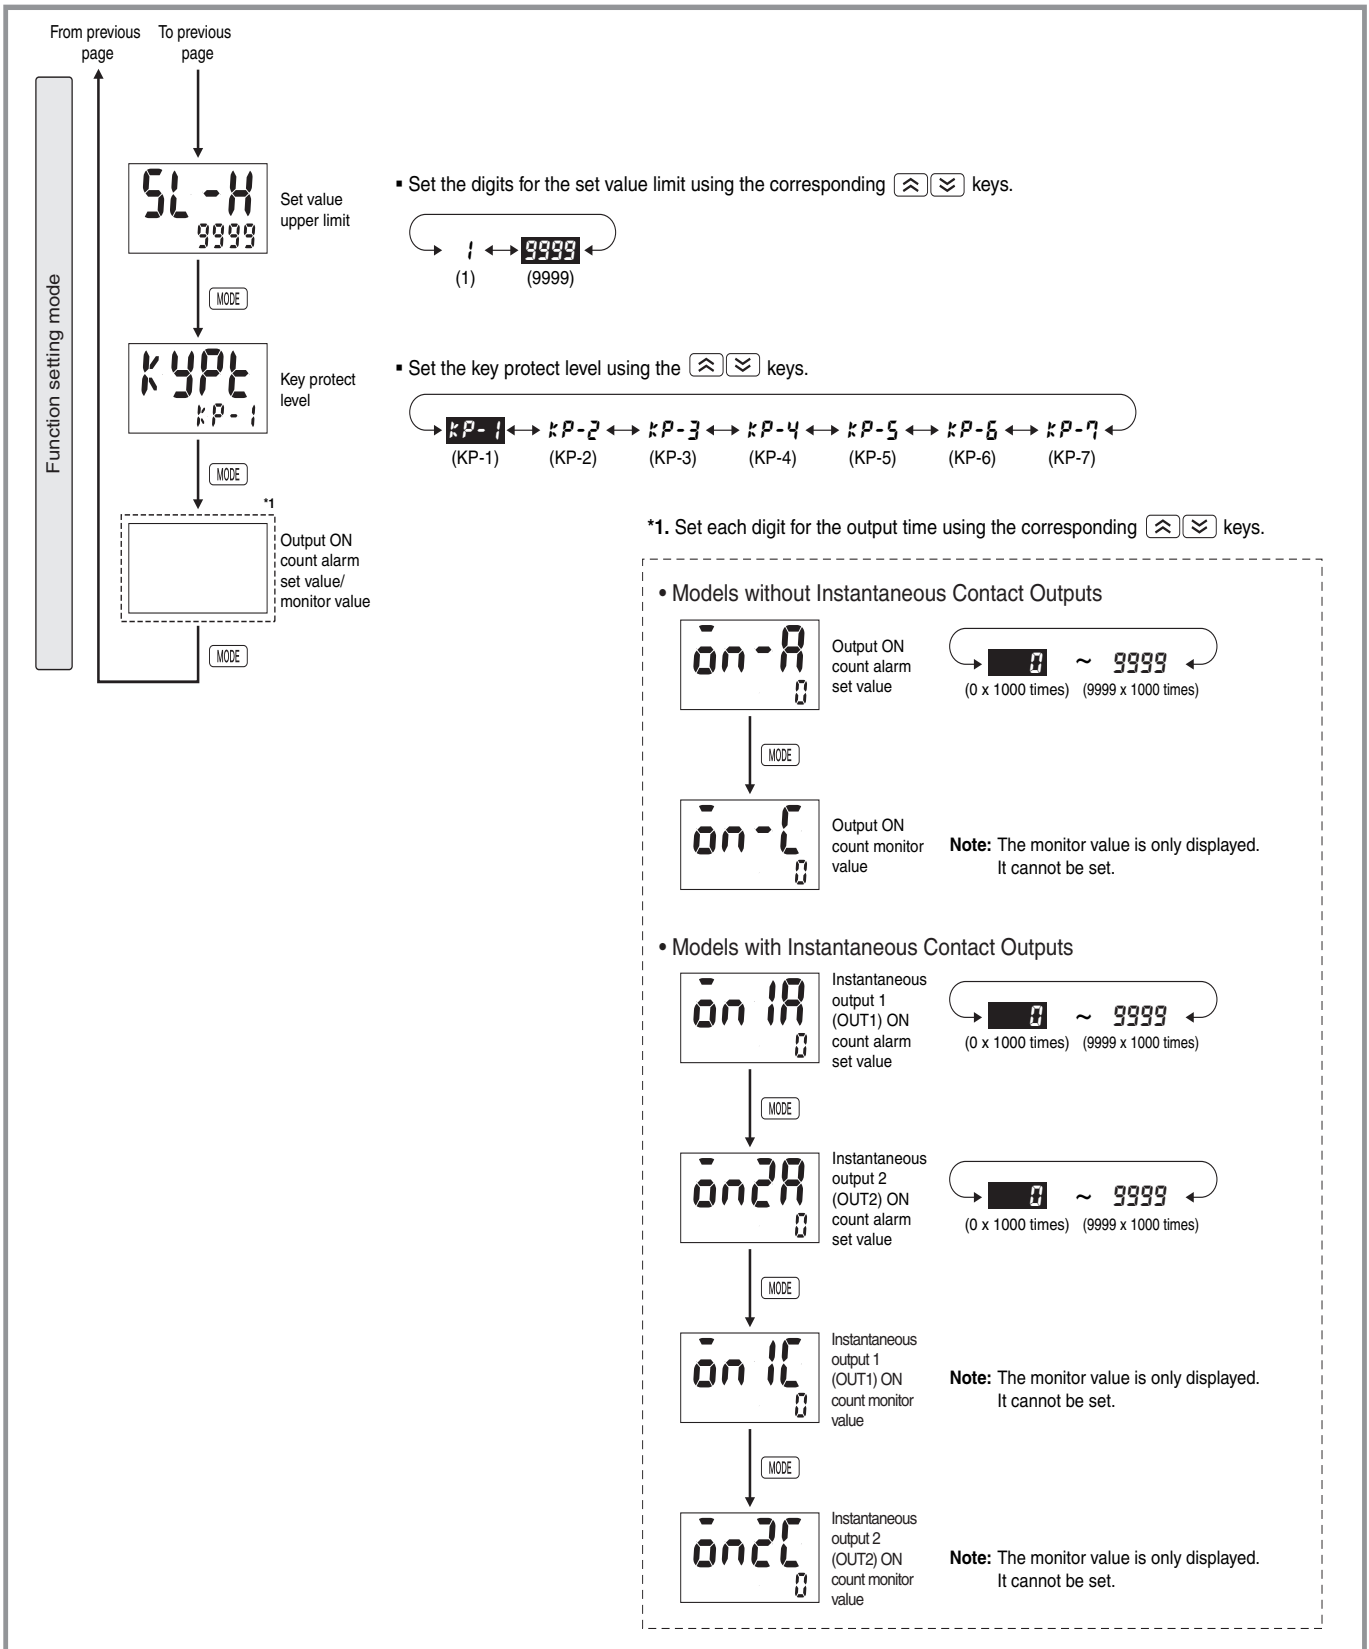 From previous page
To previous page
Function setting mode
SL-H
9999
Set value
upper limit
▪ Set the digits for the set value limit using the corresponding keys.
1 9999
(1) (9999)
MODE
KYPt
KP-1
Key protect
level
▪ Set the key protect level using the keys.
KP-1 KP-2 KP-3 KP-4 KP-5 KP-6 KP-7
(KP-1) (KP-2) (KP-3) (KP-4) (KP-5) (KP-6) (KP-7)
MODE
*1
Output ON
count alarm
set value/
monitor value
MODE
*1. Set each digit for the output time using the corresponding keys.
• Models without Instantaneous Contact Outputs
on-A
0
Output ON
count alarm
set value
0 ~ 9999
(0 x 1000 times) (9999 x 1000 times)
MODE
on-C
0
Output ON
count monitor
value
Note: The monitor value is only displayed.
It cannot be set.
• Models with Instantaneous Contact Outputs
on1A
0
Instantaneous
output 1
(OUT1) ON
count alarm
set value
0 ~ 9999
(0 x 1000 times) (9999 x 1000 times)
MODE
on2A
0
Instantaneous
output 2
(OUT2) ON
count alarm
set value
0 ~ 9999
(0 x 1000 times) (9999 x 1000 times)
MODE
on1C
0
Instantaneous
output 1
(OUT1) ON
count monitor
value
Note: The monitor value is only displayed.
It cannot be set.
MODE
on2C
0
Instantaneous
output 2
(OUT2) ON
count monitor
value
Note: The monitor value is only displayed.
It cannot be set.